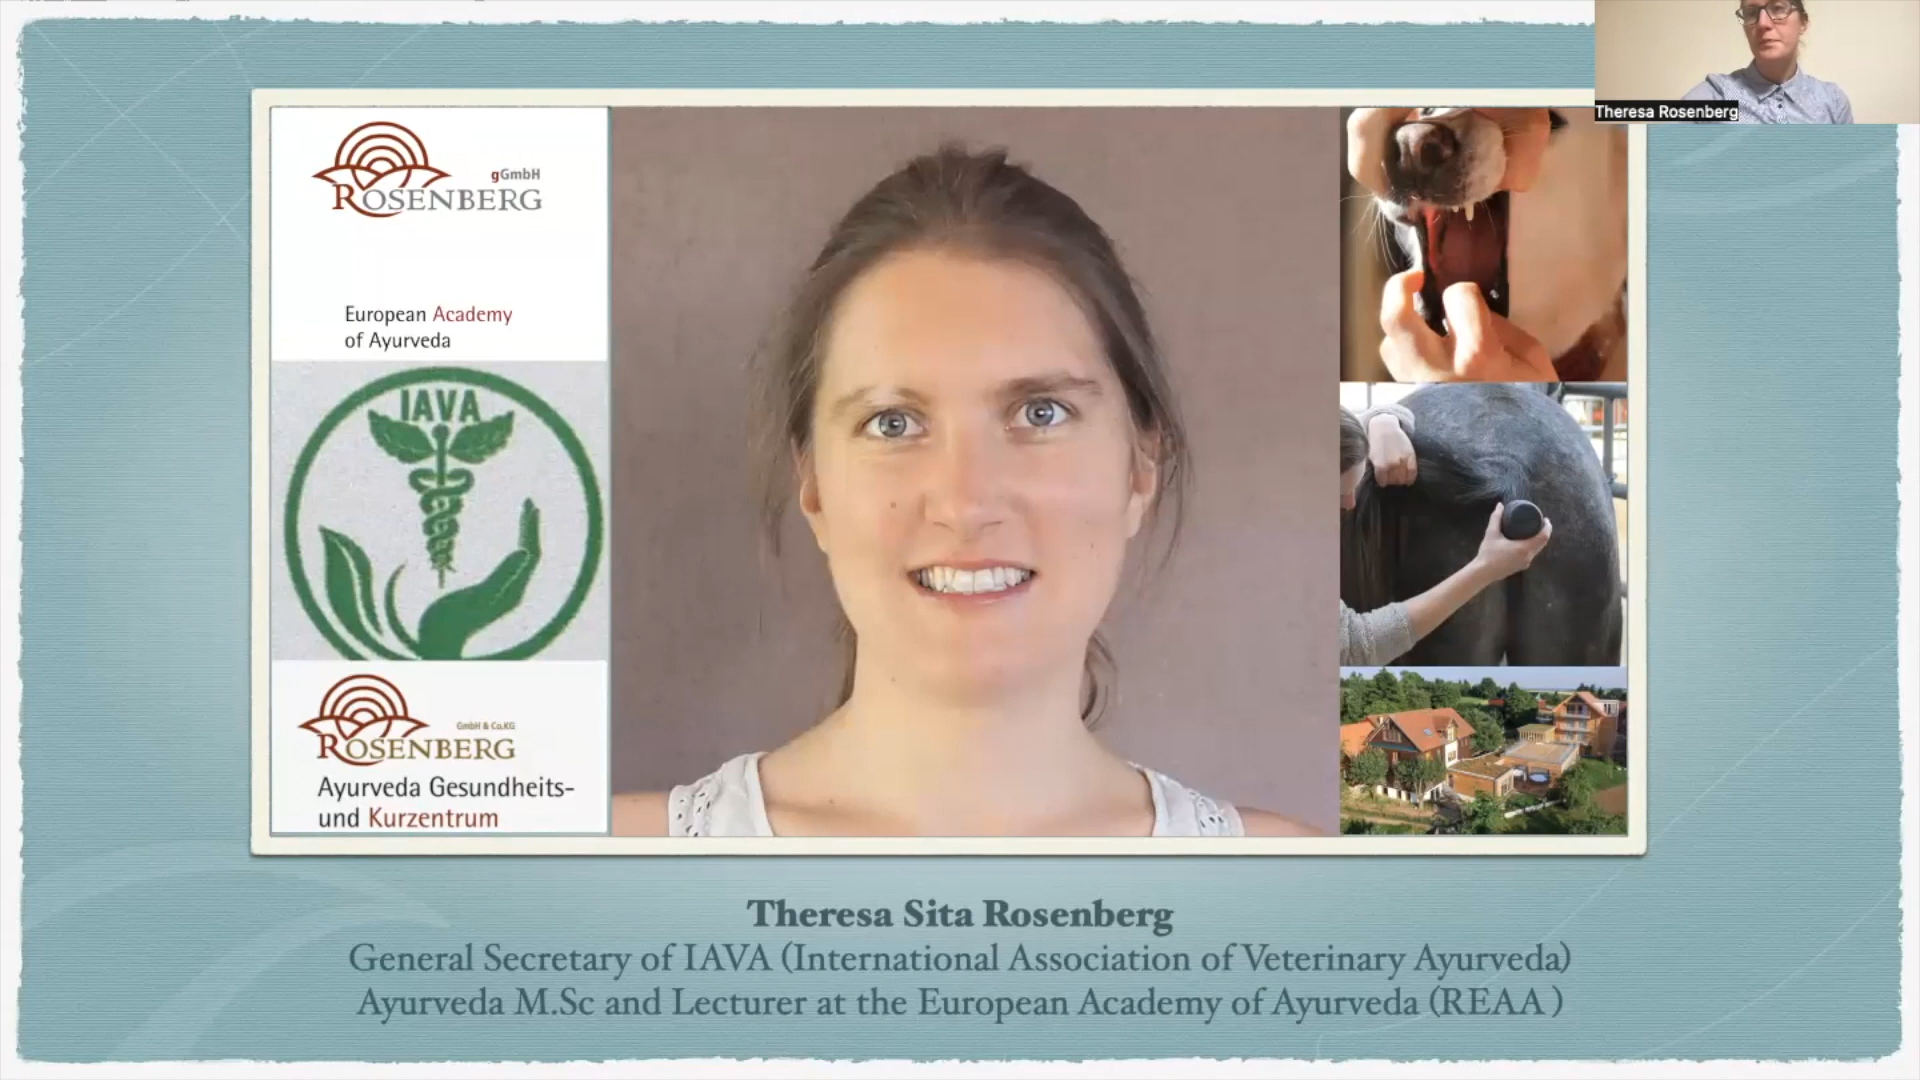 Theresa Rosenberg
gGmbH
ROSENBERG
European Academy
of Ayurveda
IAVA
GmbH & Co.KG
ROSENBERG
Ayurveda Gesundheits-
und Kurzentrum
Theresa Sita Rosenberg
General Secretary of IAVA (International Association of Veterinary Ayurveda)
Ayurveda M.Sc and Lecturer at the European Academy of Ayurveda (REAA )